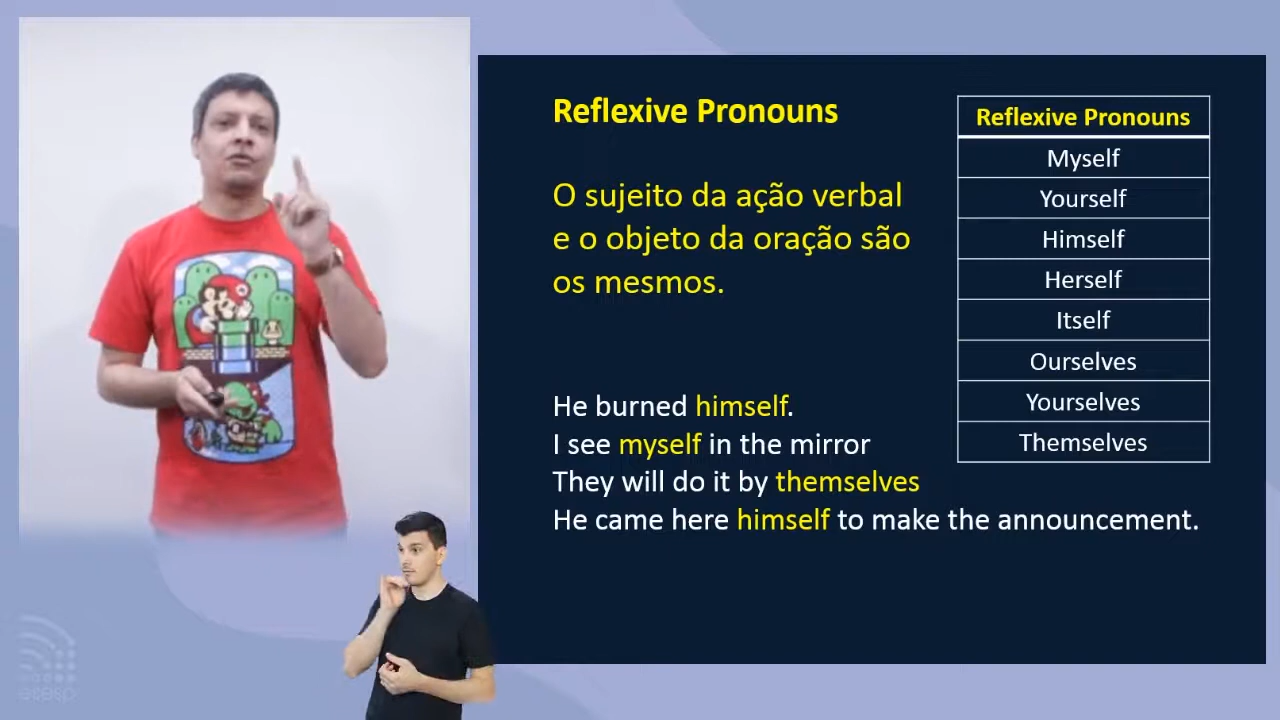 Reflexive Pronouns
O sujeito da ação verbal
e o objeto da oração são
os mesmos.
He burned himself.
I see myself in the mirror
They will do it by themselves
He came here himself to make the announcement.
Reflexive Pronouns
Myself
Yourself
Himself
Herself
Itself
Ourselves
Yourselves
Themselves